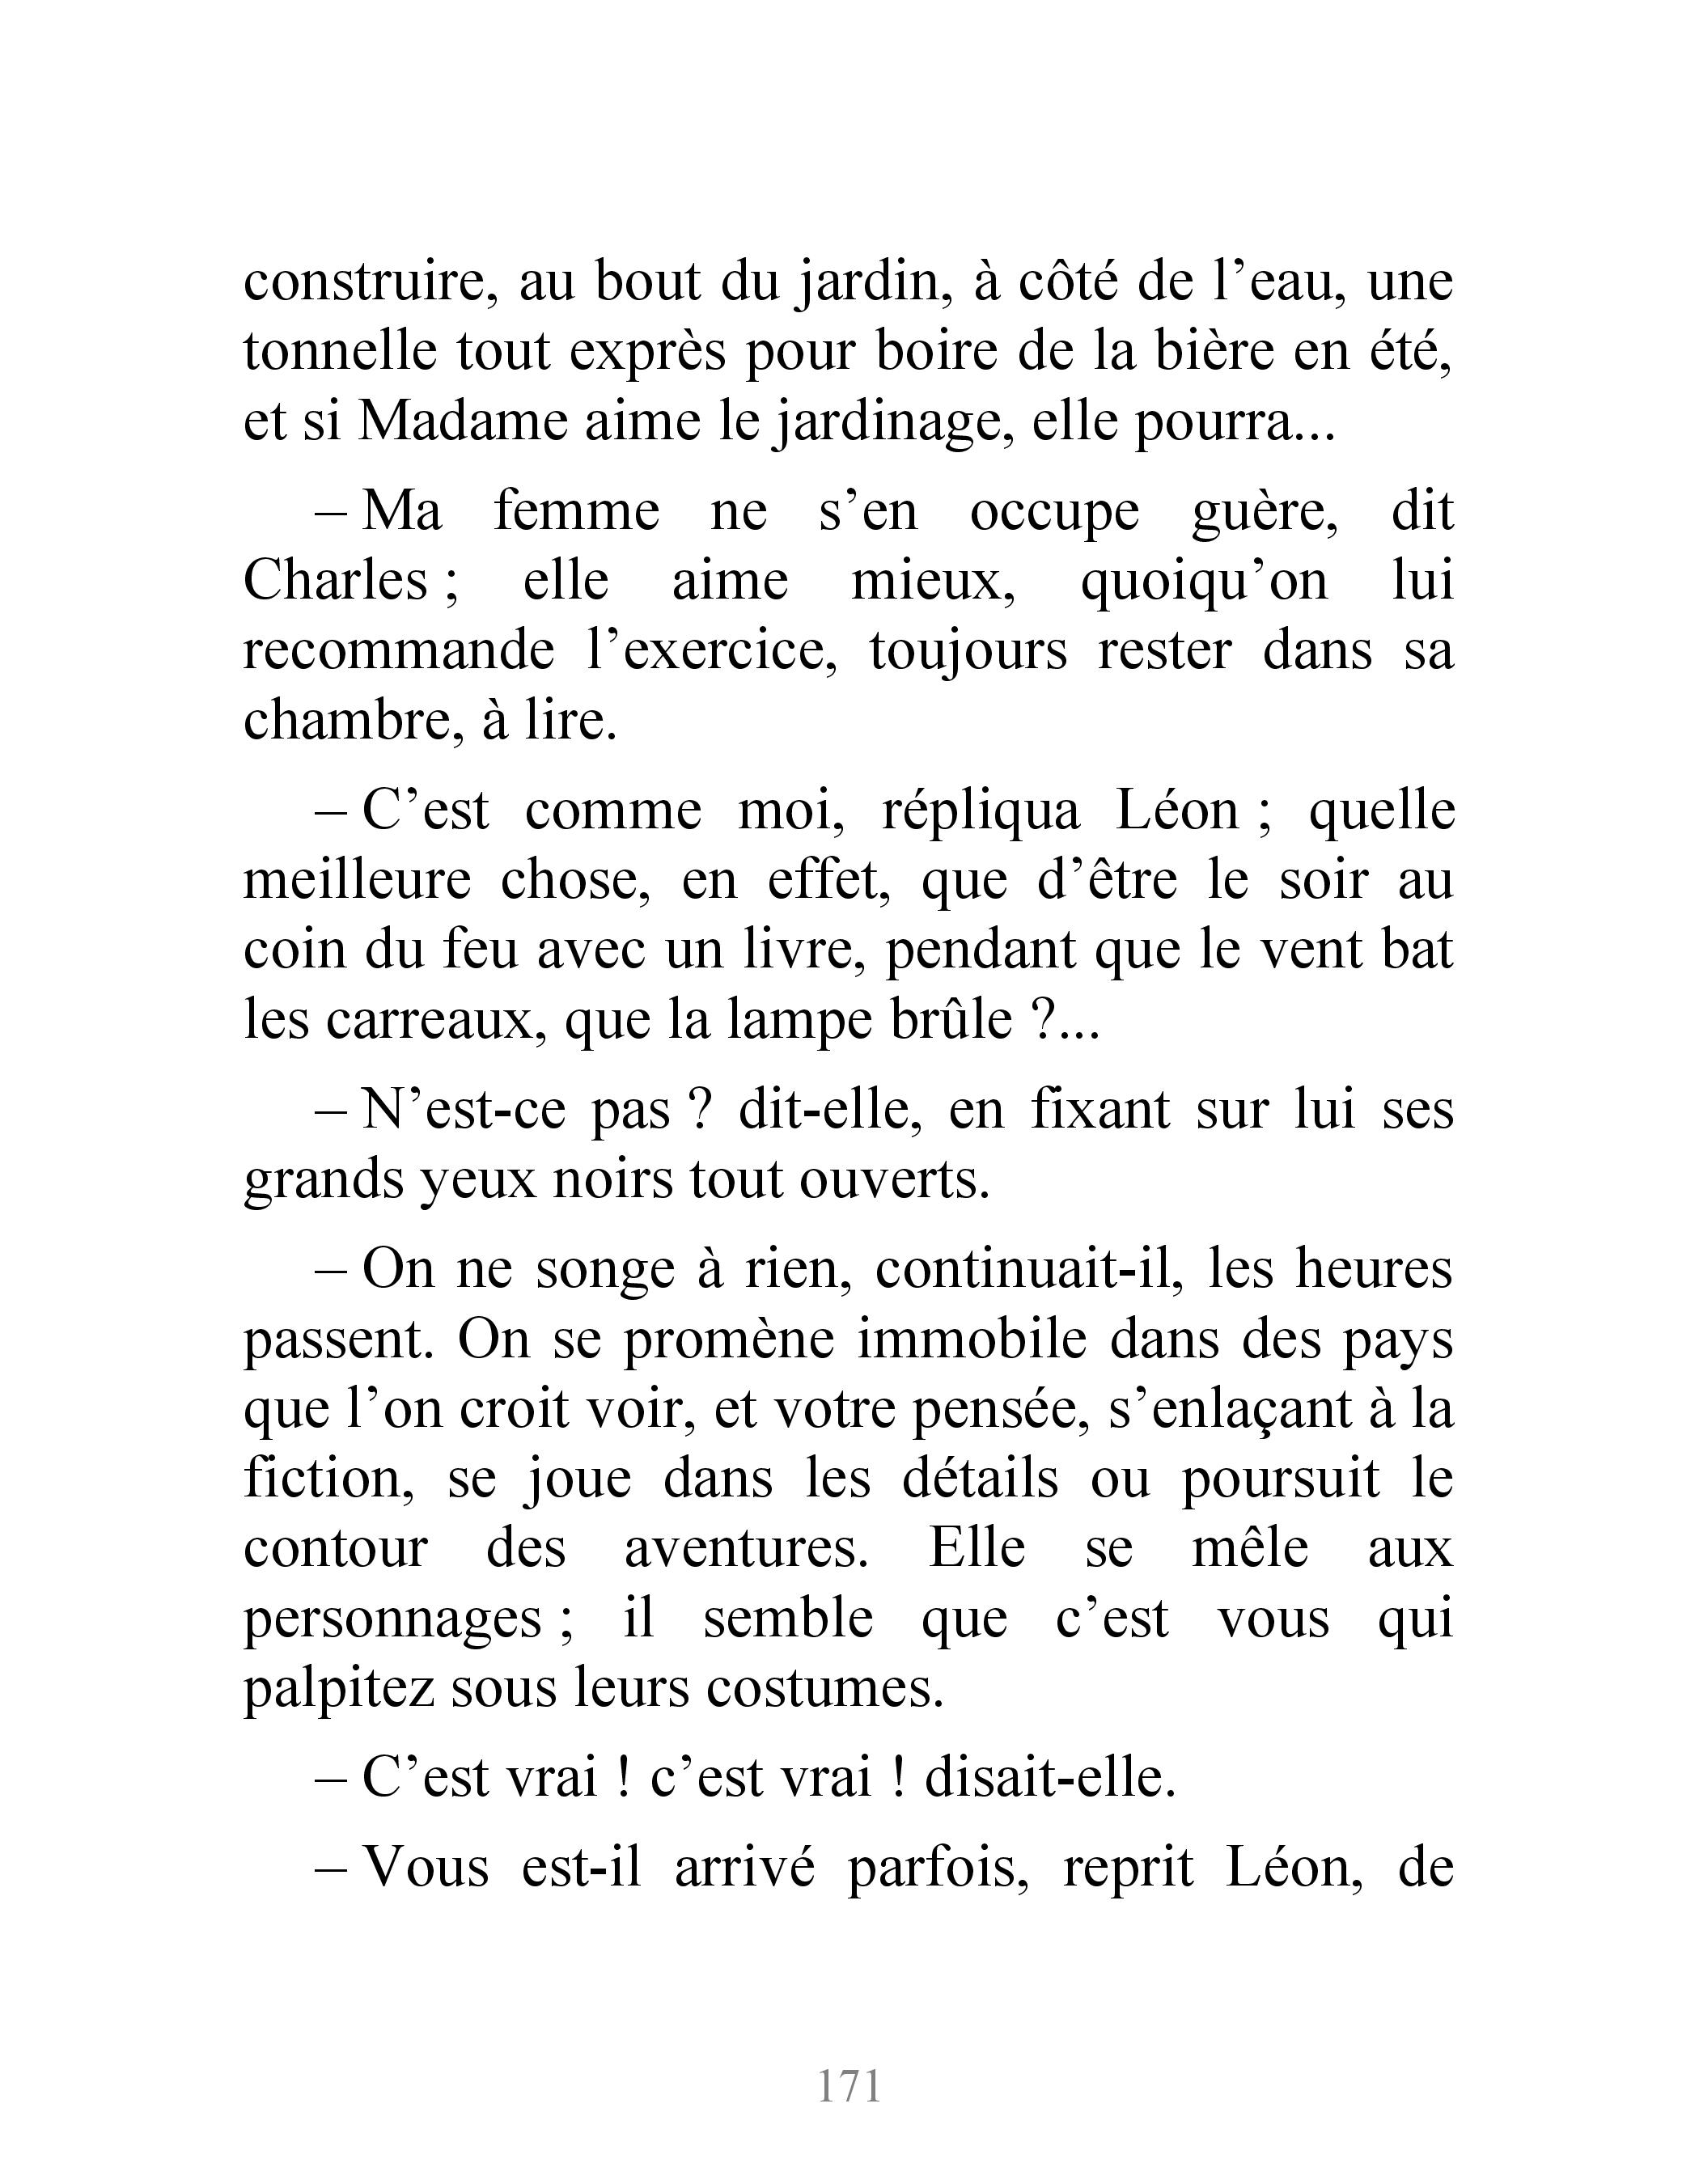 construire, au bout du jardin, à côté de l’eau, une
tonnelle tout exprès pour boire de la bière en été,
et si Madame aime le jardinage, elle pourra...
– Ma femme ne s’en occupe guère, dit
Charles ; elle aime mieux, quoiqu’on lui
recommande l’exercice, toujours rester dans sa
chambre, à lire.
– C’est comme moi, répliqua Léon ; quelle
meilleure chose, en effet, que d’être le soir au
coin du feu avec un livre, pendant que le vent bat
les carreaux, que la lampe brûle ?...
– N’est-ce pas ? dit-elle, en fixant sur lui ses
grands yeux noirs tout ouverts.
– On ne songe à rien, continuait-il, les heures
passent. On se promène immobile dans des pays
que l’on croit voir, et votre pensée, s’enlaçant à la
fiction, se joue dans les détails ou poursuit le
contour des aventures. Elle se mêle aux
personnages ; il semble que c’est vous qui
palpitez sous leurs costumes.
– C’est vrai ! c’est vrai ! disait-elle.
– Vous est-il arrivé parfois, reprit Léon, de
171